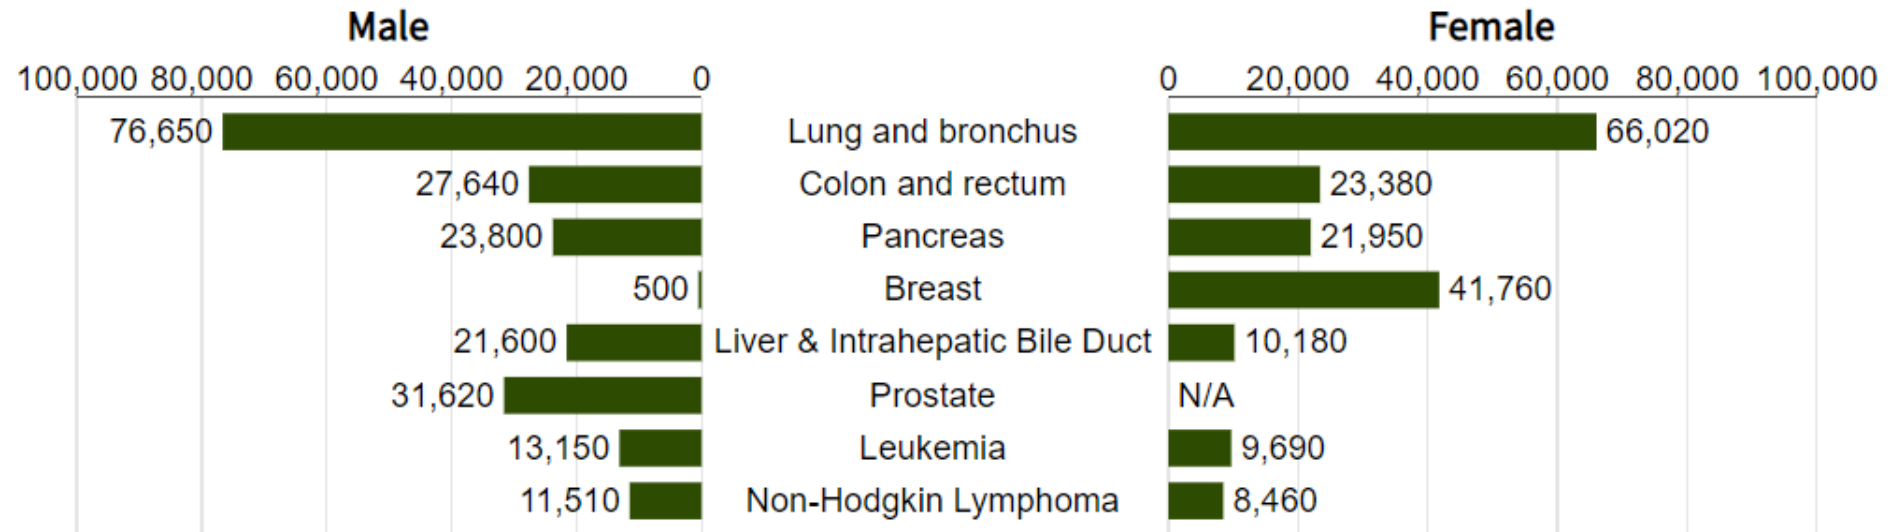 Male Female
100,000 80,000 60,000 40,000 20,000 0 0 20,000 40,000 60,000 80,000 100,000
76,650 Lung and bronchus 66,020
27,640 Colon and rectum 23,380
23,800 Pancreas 21,950
500 Breast 41,760
21,600 Liver & Intrahepatic Bile Duct 10,180
31,620 Prostate N/A
13,150 Leukemia 9,690
11,510 Non-Hodgkin Lymphoma 8,460